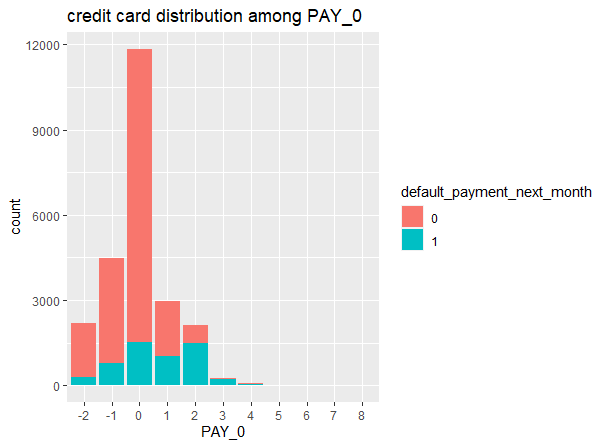 credit card distribution among PAY_0
12000
9000
6000
3000
0
count
-2 -1 0 1 2 3 4 5 6 7 8
PAY_0
default_payment_next_month
0
1